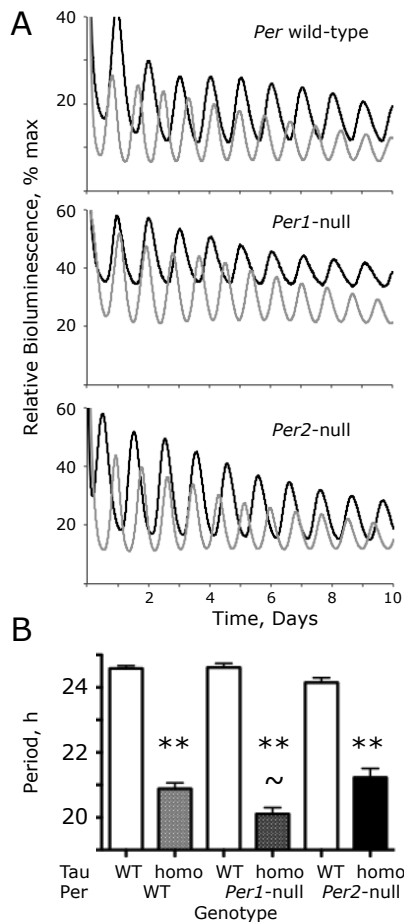 A
Per wild-type
40
20
Per1-null
60
40
20
Per2-null
60
40
20
Relative Bioluminescence, % max
2 4 6 8 10
Time, Days
B
24
22
20
Period, h
** ** **
~
Tau WT homo WT homo WT homo
Per WT Per1-null Per2-null
Genotype